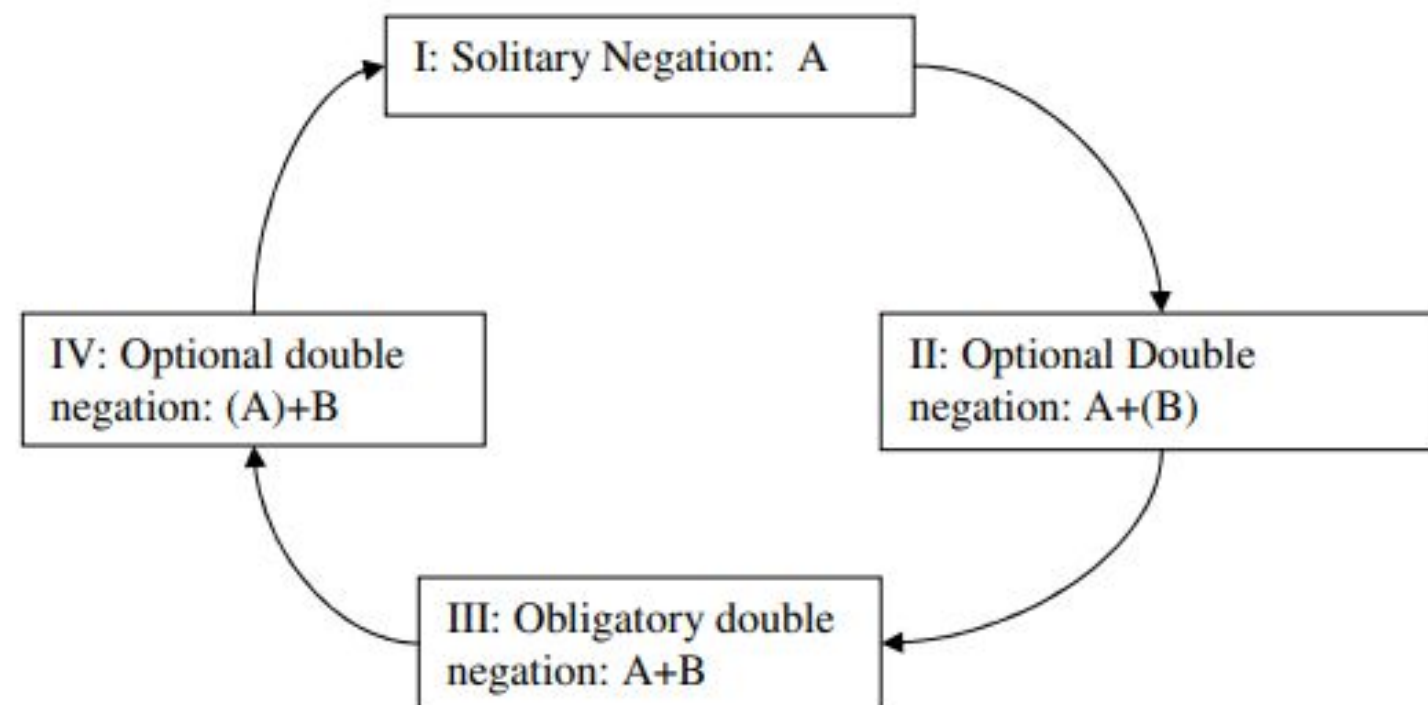 I: Solitary Negation: A
IV: Optional double
negation: (A)+B
II: Optional Double
negation: A+(B)
III: Obligatory double
negation: A+B